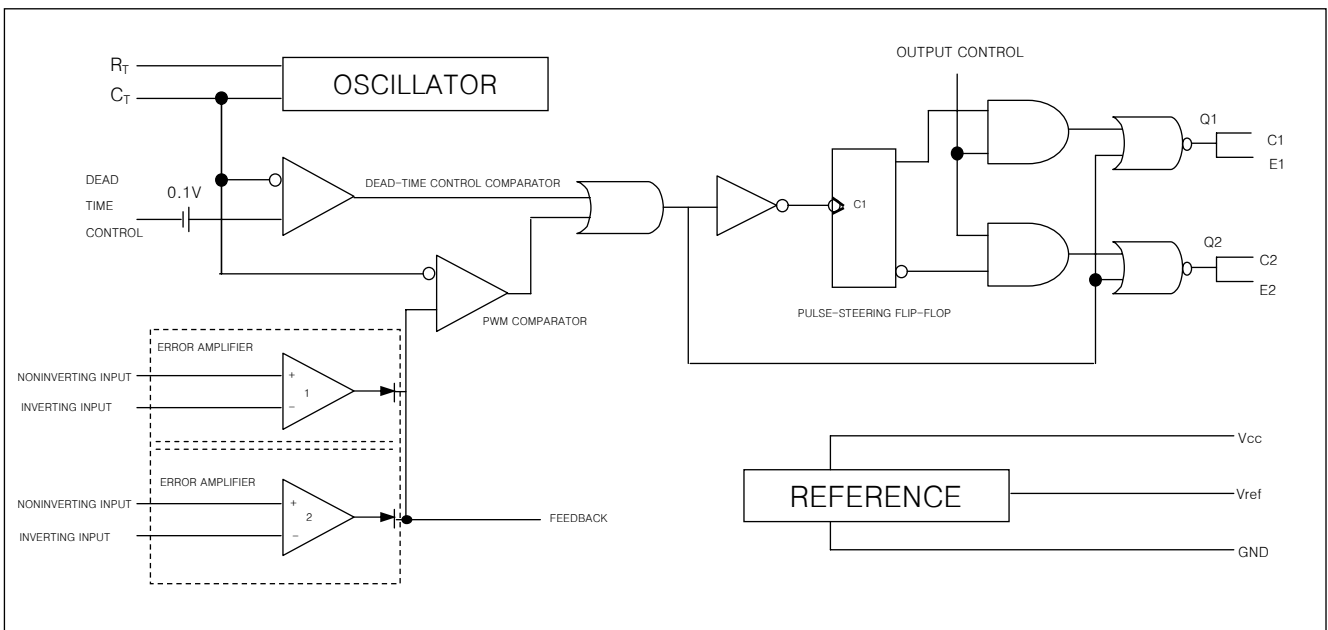 OUTPUT CONTROL
R_T
C_T
OSCILLATOR
Q1
C1
E1
DEAD
TIME
CONTROL
0.1V
DEAD-TIME CONTROL COMPARATOR
C1
Q2
C2
E2
PWM COMPARATOR
PULSE-STEERING FLIP-FLOP
ERROR AMPLIFIER
NONINVERTING INPUT
+
1
INVERTING INPUT
-
ERROR AMPLIFIER
NONINVERTING INPUT
+
2
INVERTING INPUT
-
FEEDBACK
Vcc
REFERENCE
Vref
GND